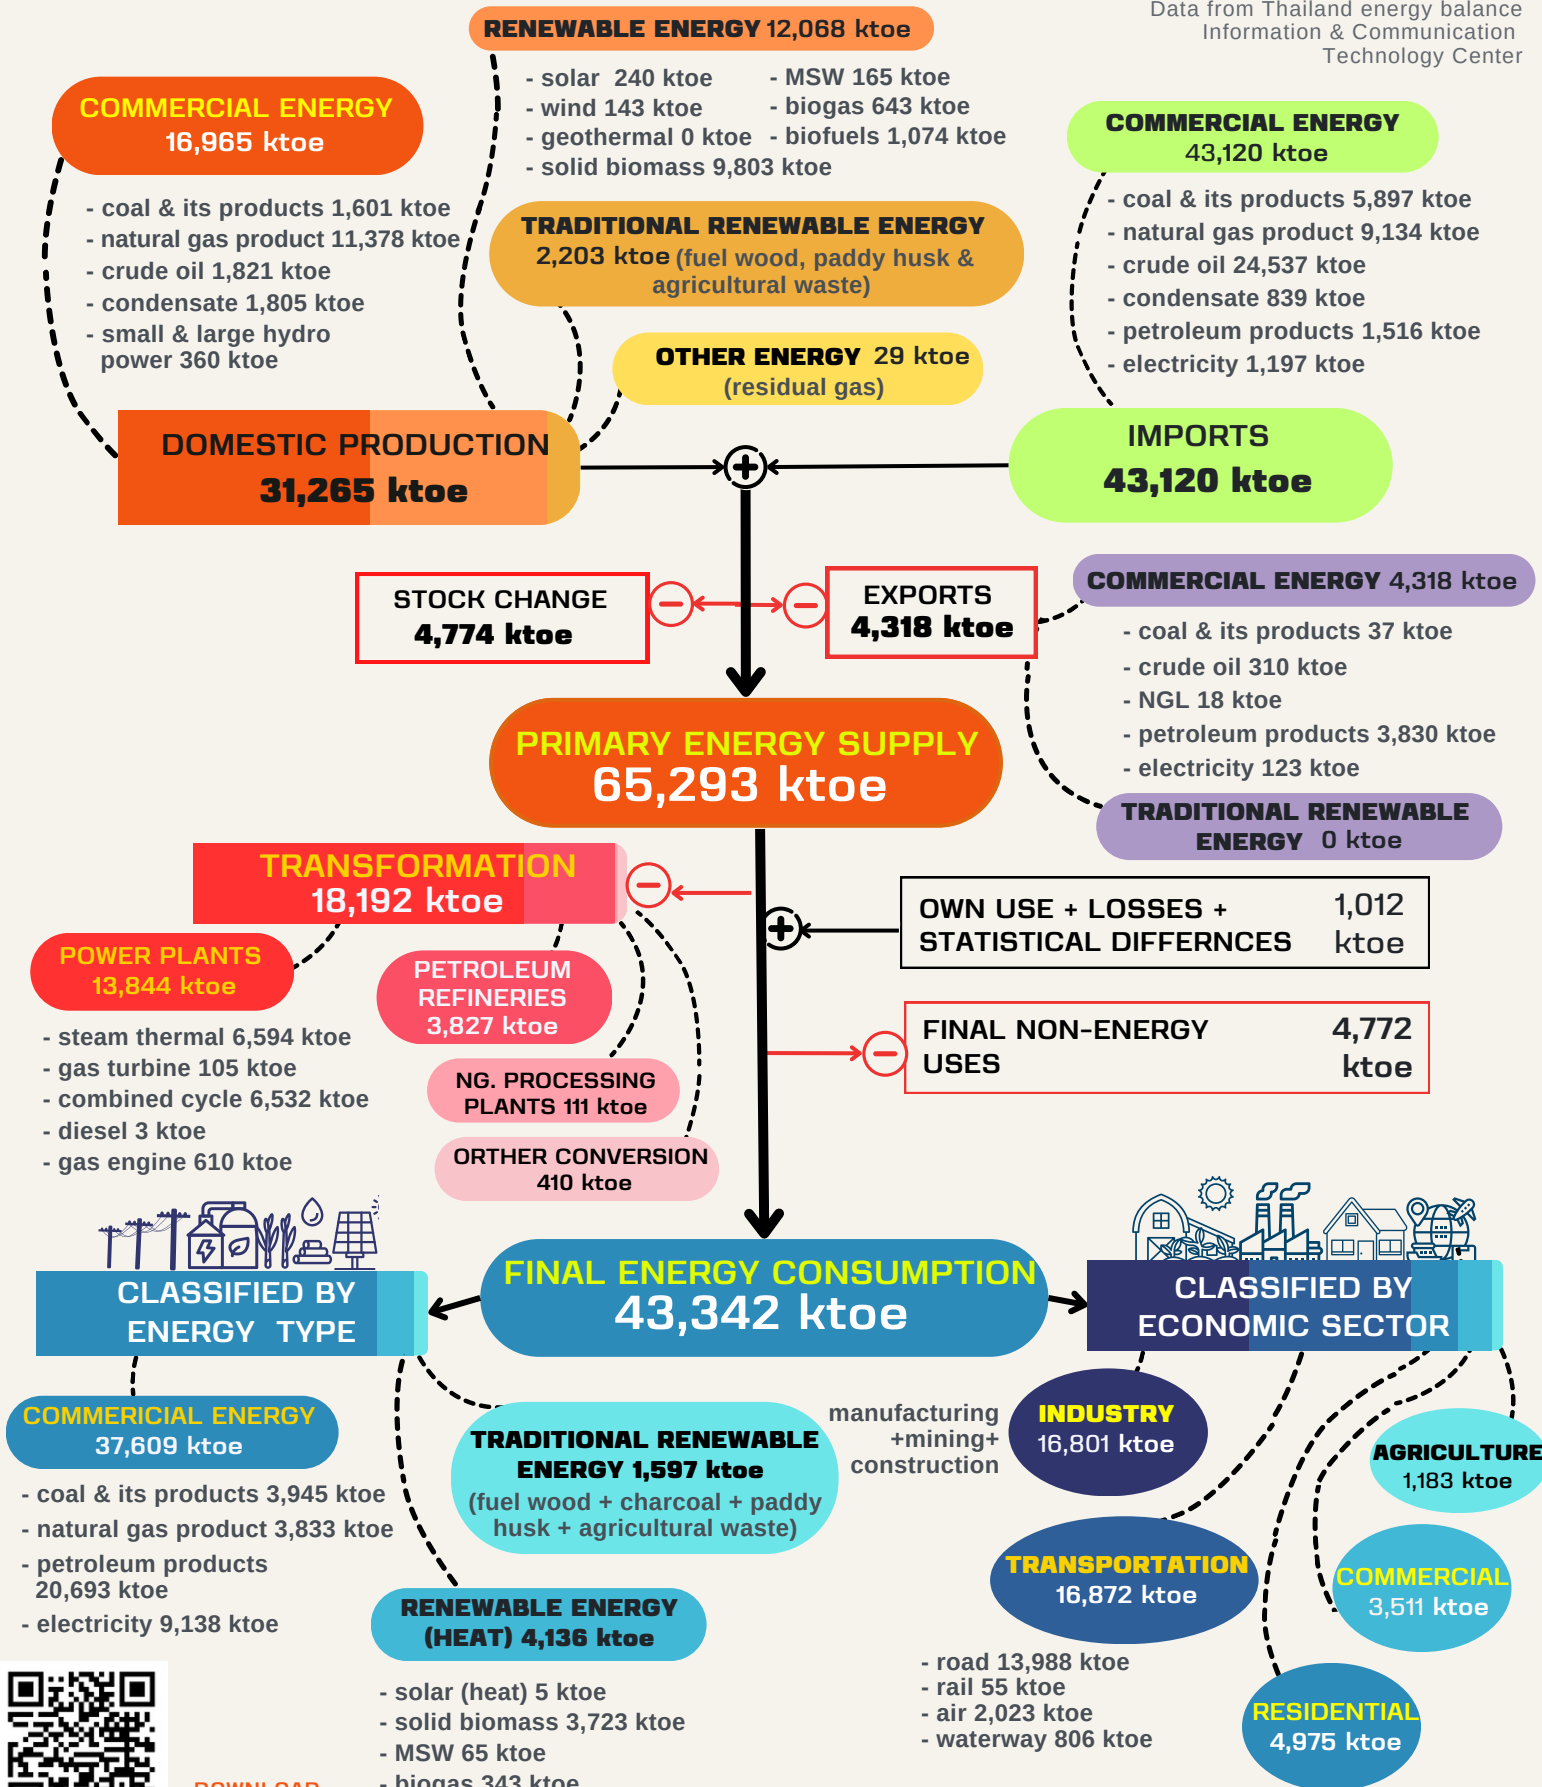 Data from Thailand energy balance
Information & Communication
Technology Center
RENEWABLE ENERGY 12,068 ktoe
- solar 240 ktoe
- wind 143 ktoe
- geothermal 0 ktoe
- solid biomass 9,803 ktoe
- MSW 165 ktoe
- biogas 643 ktoe
- biofuels 1,074 ktoe
COMMERCIAL ENERGY
16,965 ktoe
- coal & its products 1,601 ktoe
- natural gas product 11,378 ktoe
- crude oil 1,821 ktoe
- condensate 1,805 ktoe
- small & large hydro
power 360 ktoe
TRADITIONAL RENEWABLE ENERGY
2,203 ktoe (fuel wood, paddy husk &
agricultural waste)
OTHER ENERGY 29 ktoe
(residual gas)
COMMERCIAL ENERGY
43,120 ktoe
- coal & its products 5,897 ktoe
- natural gas product 9,134 ktoe
- crude oil 24,537 ktoe
- condensate 839 ktoe
- petroleum products 1,516 ktoe
- electricity 1,197 ktoe
DOMESTIC PRODUCTION
31,265 ktoe
IMPORTS
43,120 ktoe
STOCK CHANGE
4,774 ktoe
EXPORTS
4,318 ktoe
COMMERCIAL ENERGY 4,318 ktoe
- coal & its products 37 ktoe
- crude oil 310 ktoe
- NGL 18 ktoe
- petroleum products 3,830 ktoe
- electricity 123 ktoe
TRADITIONAL RENEWABLE
ENERGY 0 ktoe
PRIMARY ENERGY SUPPLY
65,293 ktoe
TRANSFORMATION
18,192 ktoe
POWER PLANTS
13,844 ktoe
- steam thermal 6,594 ktoe
- gas turbine 105 ktoe
- combined cycle 6,532 ktoe
- diesel 3 ktoe
- gas engine 610 ktoe
PETROLEUM
REFINERIES
3,827 ktoe
NG. PROCESSING
PLANTS 111 ktoe
ORTHER CONVERSION
410 ktoe
OWN USE + LOSSES +
STATISTICAL DIFFERNCES
1,012
ktoe
FINAL NON-ENERGY
USES
4,772
ktoe
FINAL ENERGY CONSUMPTION
43,342 ktoe
CLASSIFIED BY
ENERGY TYPE
COMMERICIAL ENERGY
37,609 ktoe
- coal & its products 3,945 ktoe
- natural gas product 3,833 ktoe
- petroleum products
20,693 ktoe
- electricity 9,138 ktoe
TRADITIONAL RENEWABLE
ENERGY 1,597 ktoe
(fuel wood + charcoal + paddy
husk + agricultural waste)
RENEWABLE ENERGY
(HEAT) 4,136 ktoe
- solar (heat) 5 ktoe
- solid biomass 3,723 ktoe
- MSW 65 ktoe
- biogas 343 ktoe
DOWNLOAD
CLASSIFIED BY
ECONOMIC SECTOR
manufacturing
+mining+
construction
INDUSTRY
16,801 ktoe
AGRICULTURE
1,183 ktoe
TRANSPORTATION
16,872 ktoe
- road 13,988 ktoe
- rail 55 ktoe
- air 2,023 ktoe
- waterway 806 ktoe
COMMERCIAL
3,511 ktoe
RESIDENTIAL
4,975 ktoe